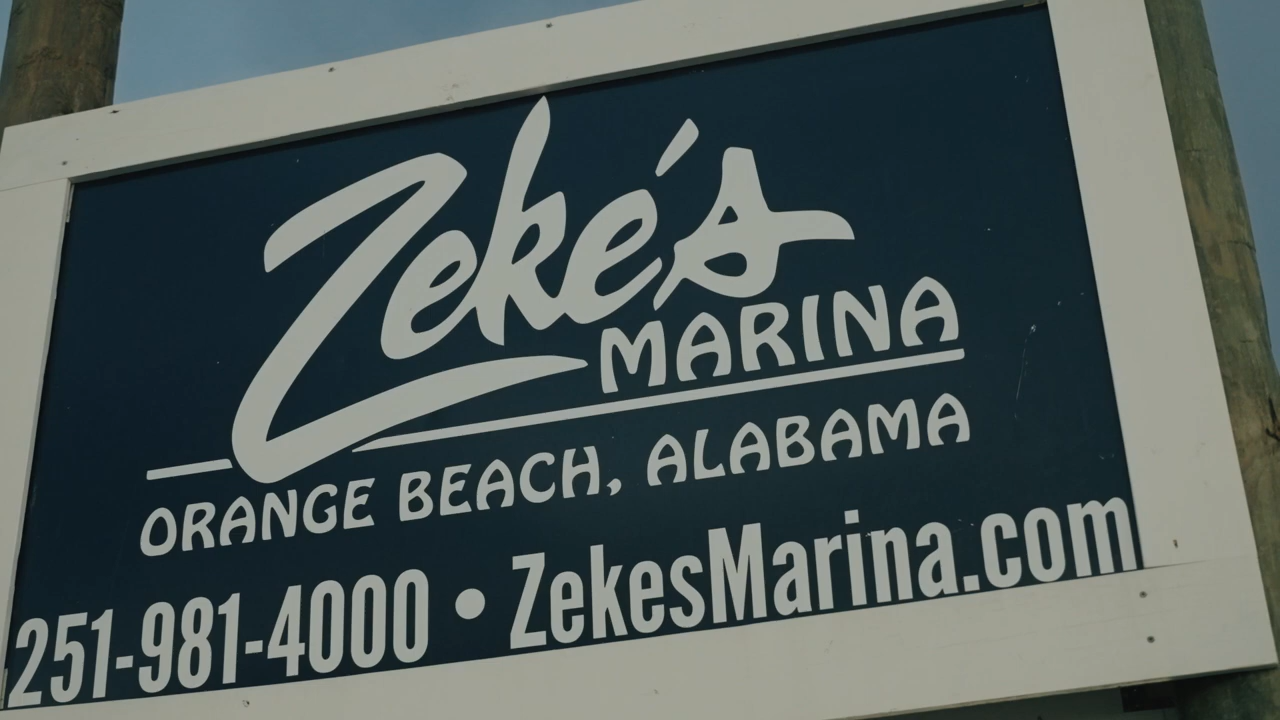 Zeke's
MARINA
ORANGE BEACH, ALABAMA
251-981-4000 • ZekesMarina.com